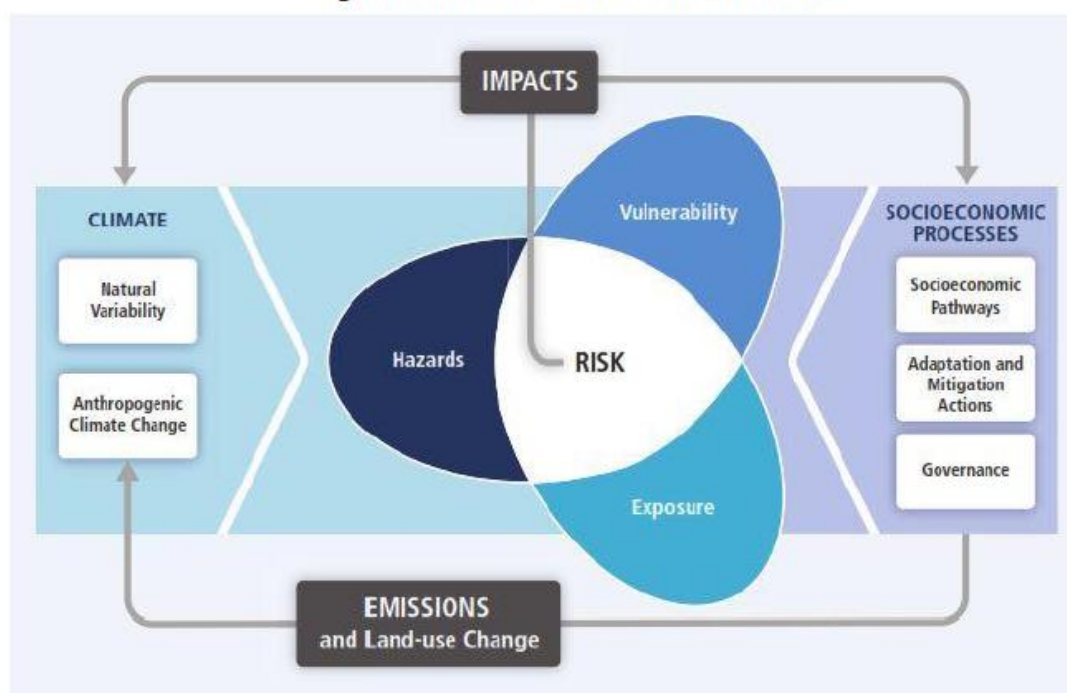 IMPACTS
CLIMATE
Natural
Variability
Anthropogenic
Climate Change
Vulnerability
Hazards
RISK
Exposure
SOCIOECONOMIC
PROCESSES
Socioeconomic
Pathways
Adaptation and
Mitigation
Actions
Governance
EMISSIONS
and Land-use Change